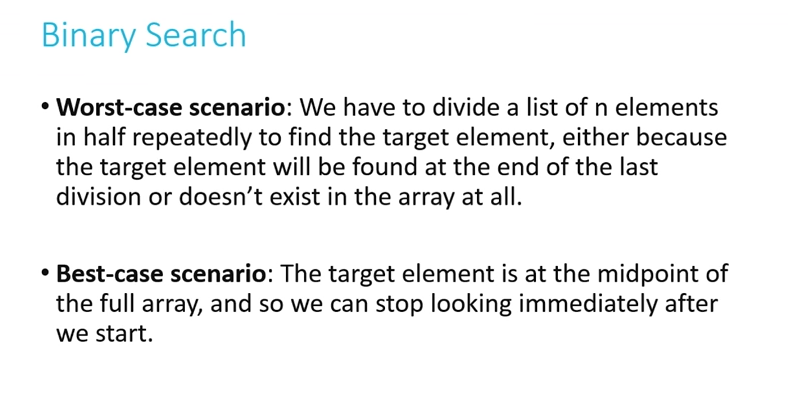 Binary Search
• Worst-case scenario: We have to divide a list of n elements
in half repeatedly to find the target element, either because
the target element will be found at the end of the last
division or doesn’t exist in the array at all.
• Best-case scenario: The target element is at the midpoint of
the full array, and so we can stop looking immediately after
we start.